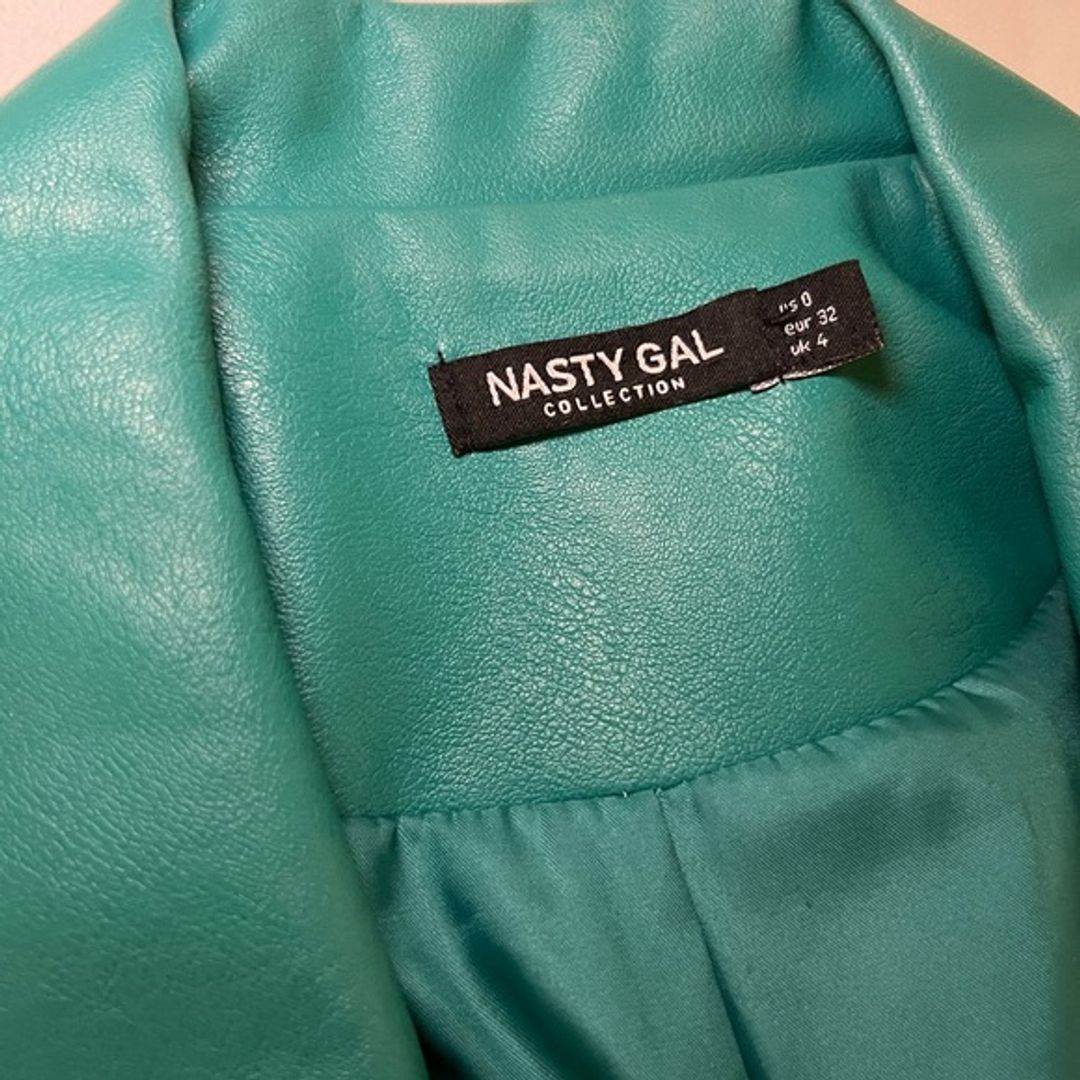 NASTY GAL
COLLECTION
us 0
eur 32
uk 4